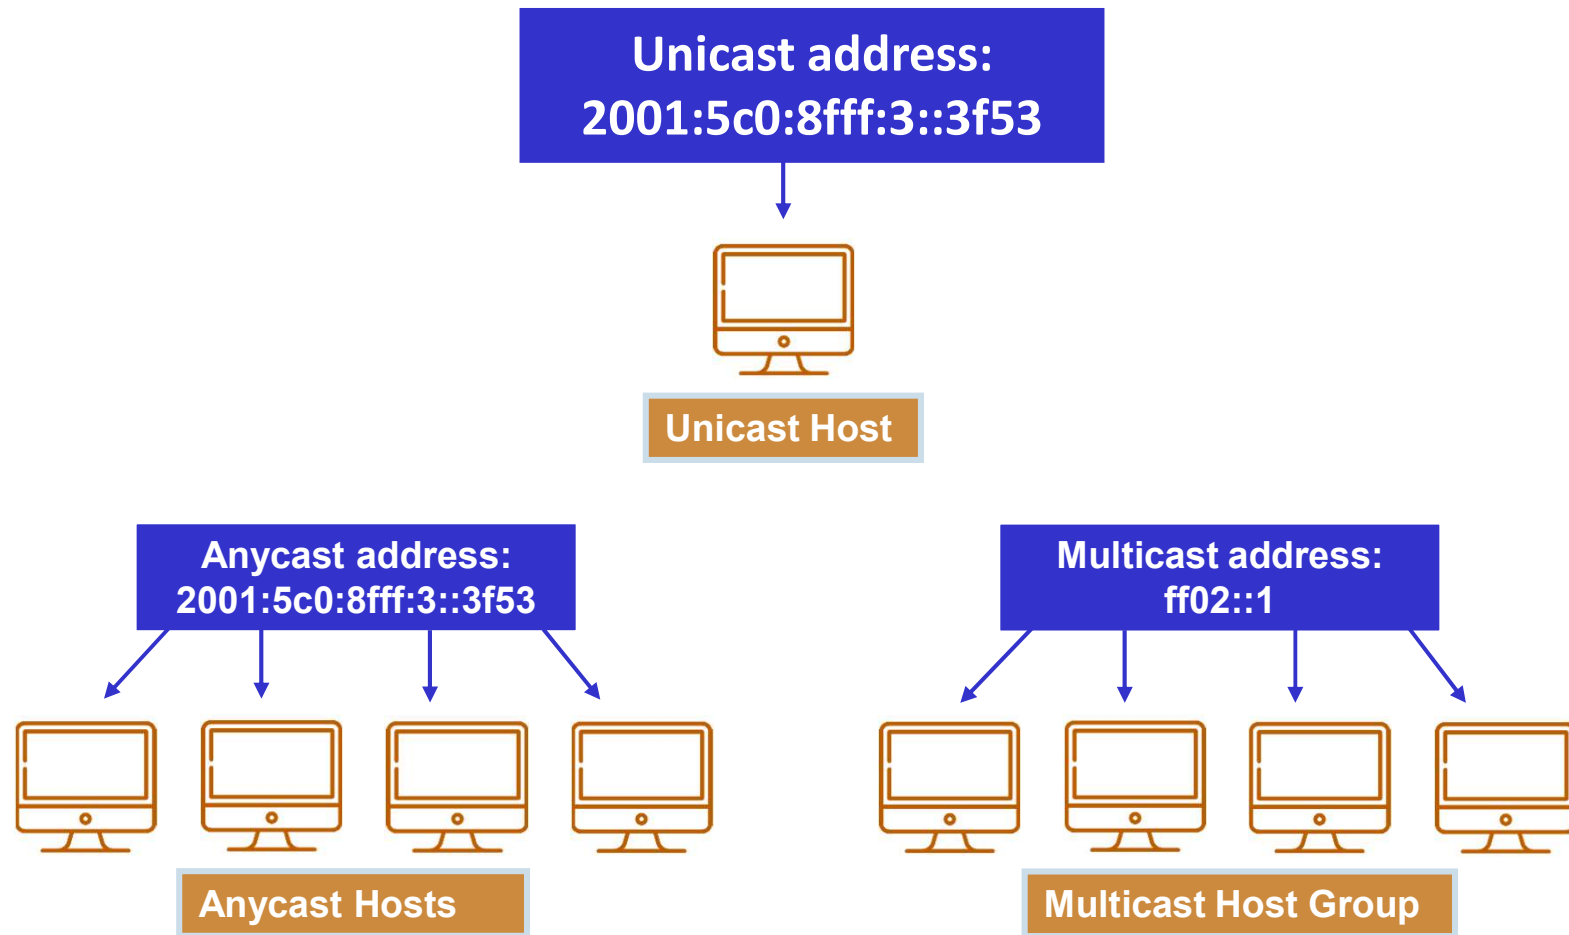 Unicast address:
2001:5c0:8fff:3::3f53
Unicast Host
Anycast address:
2001:5c0:8fff:3::3f53
Multicast address:
ff02::1
Anycast Hosts
Multicast Host Group